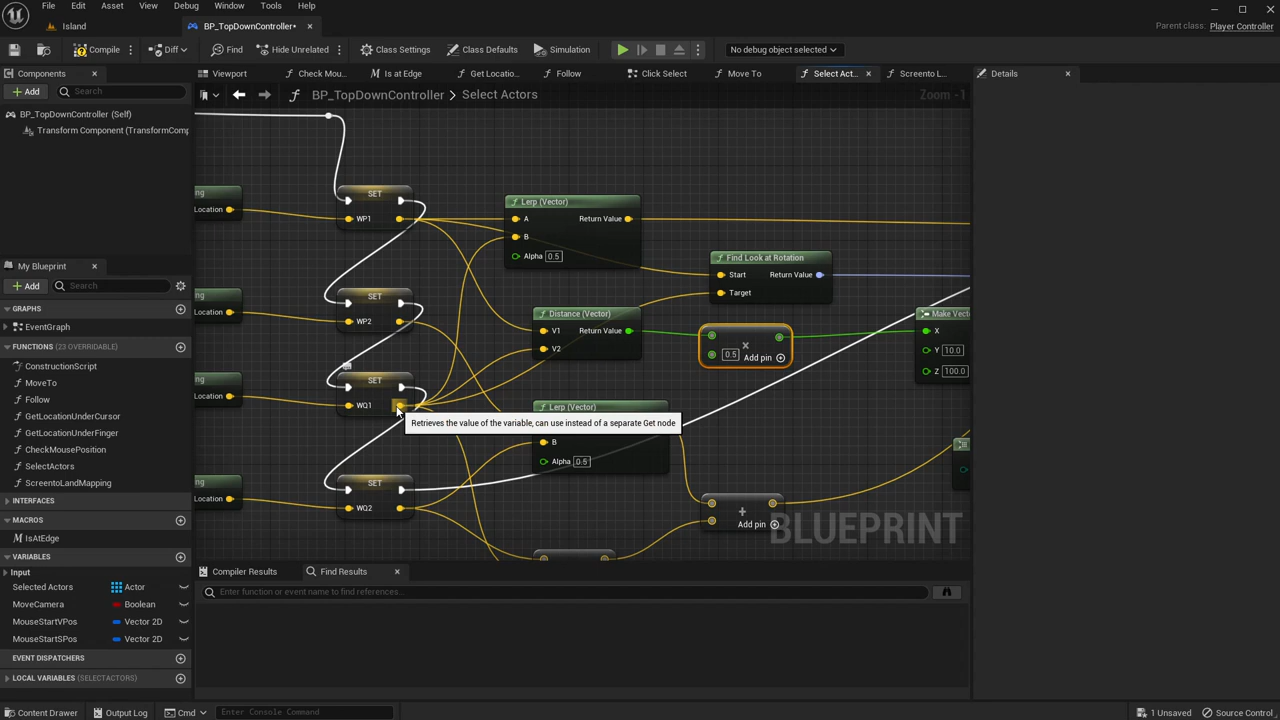 File Edit Asset View Debug Window Tools Help
Island
BP_TopDownController*
Parent class: Player Controller
Compile
Diff
Find
Hide Unrelated
Class Settings
Class Defaults
Simulation
No debug object selected
Components
Viewport
Check Mou...
Is at Edge
Get Locatio...
Follow
Click Select
Move To
Select Act...
Screento L...
Details
+ Add
Search
BP_TopDownController > Select Actors
Zoom -1
BP_TopDownController (Self)
Transform Component (TransformComp
ng
Location
SET
WP1
Lerp (Vector)
A
Return Value
B
Alpha 0.5
Find Look at Rotation
Start
Return Value
Target
My Blueprint
+ Add
Search
GRAPHS
EventGraph
FUNCTIONS (23 OVERRIDABLE)
ConstructionScript
MoveTo
Follow
GetLocationUnderCursor
GetLocationUnderFinger
CheckMousePosition
SelectActors
ScreentoLandMapping
INTERFACES
MACROS
IsAtEdge
VARIABLES
Input
Selected Actors
Actor
MoveCamera
Boolean
MouseStartVPos
Vector 2D
MouseStartSPos
Vector 2D
EVENT DISPATCHERS
LOCAL VARIABLES (SELECTACTORS)
ng
Location
SET
WP2
Distance (Vector)
V1
Return Value
V2
0.5
Add pin
Make Vect
X
Y 10.0
Z 100.0
ng
Location
SET
WQ1
Retrieves the value of the variable, can use instead of a separate Get node
Lerp (Vector)
B
Alpha 0.5
ng
Location
SET
WQ2
Add pin
BLUEPRINT
Compiler Results
Find Results
Enter function or event name to find references...
Content Drawer
Output Log
Cmd
Enter Console Command
1 Unsaved
Source Control